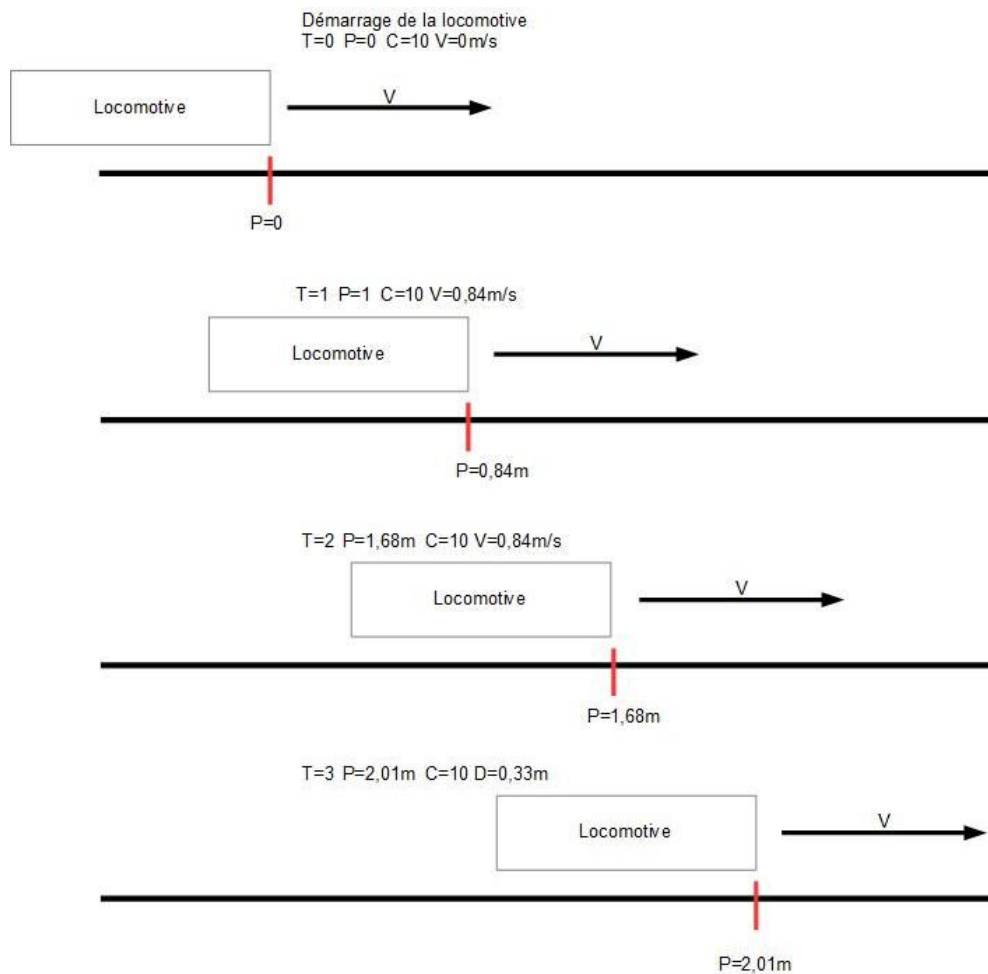 Démarrage de la locomotive
T=0 P=0 C=10 V=0m/s
Locomotive
V
P=0
T=1 P=1 C=10 V=0,84m/s
Locomotive
V
P=0,84m
T=2 P=1,68m C=10 V=0,84m/s
Locomotive
V
P=1,68m
T=3 P=2,01m C=10 D=0,33m
Locomotive
V
P=2,01m